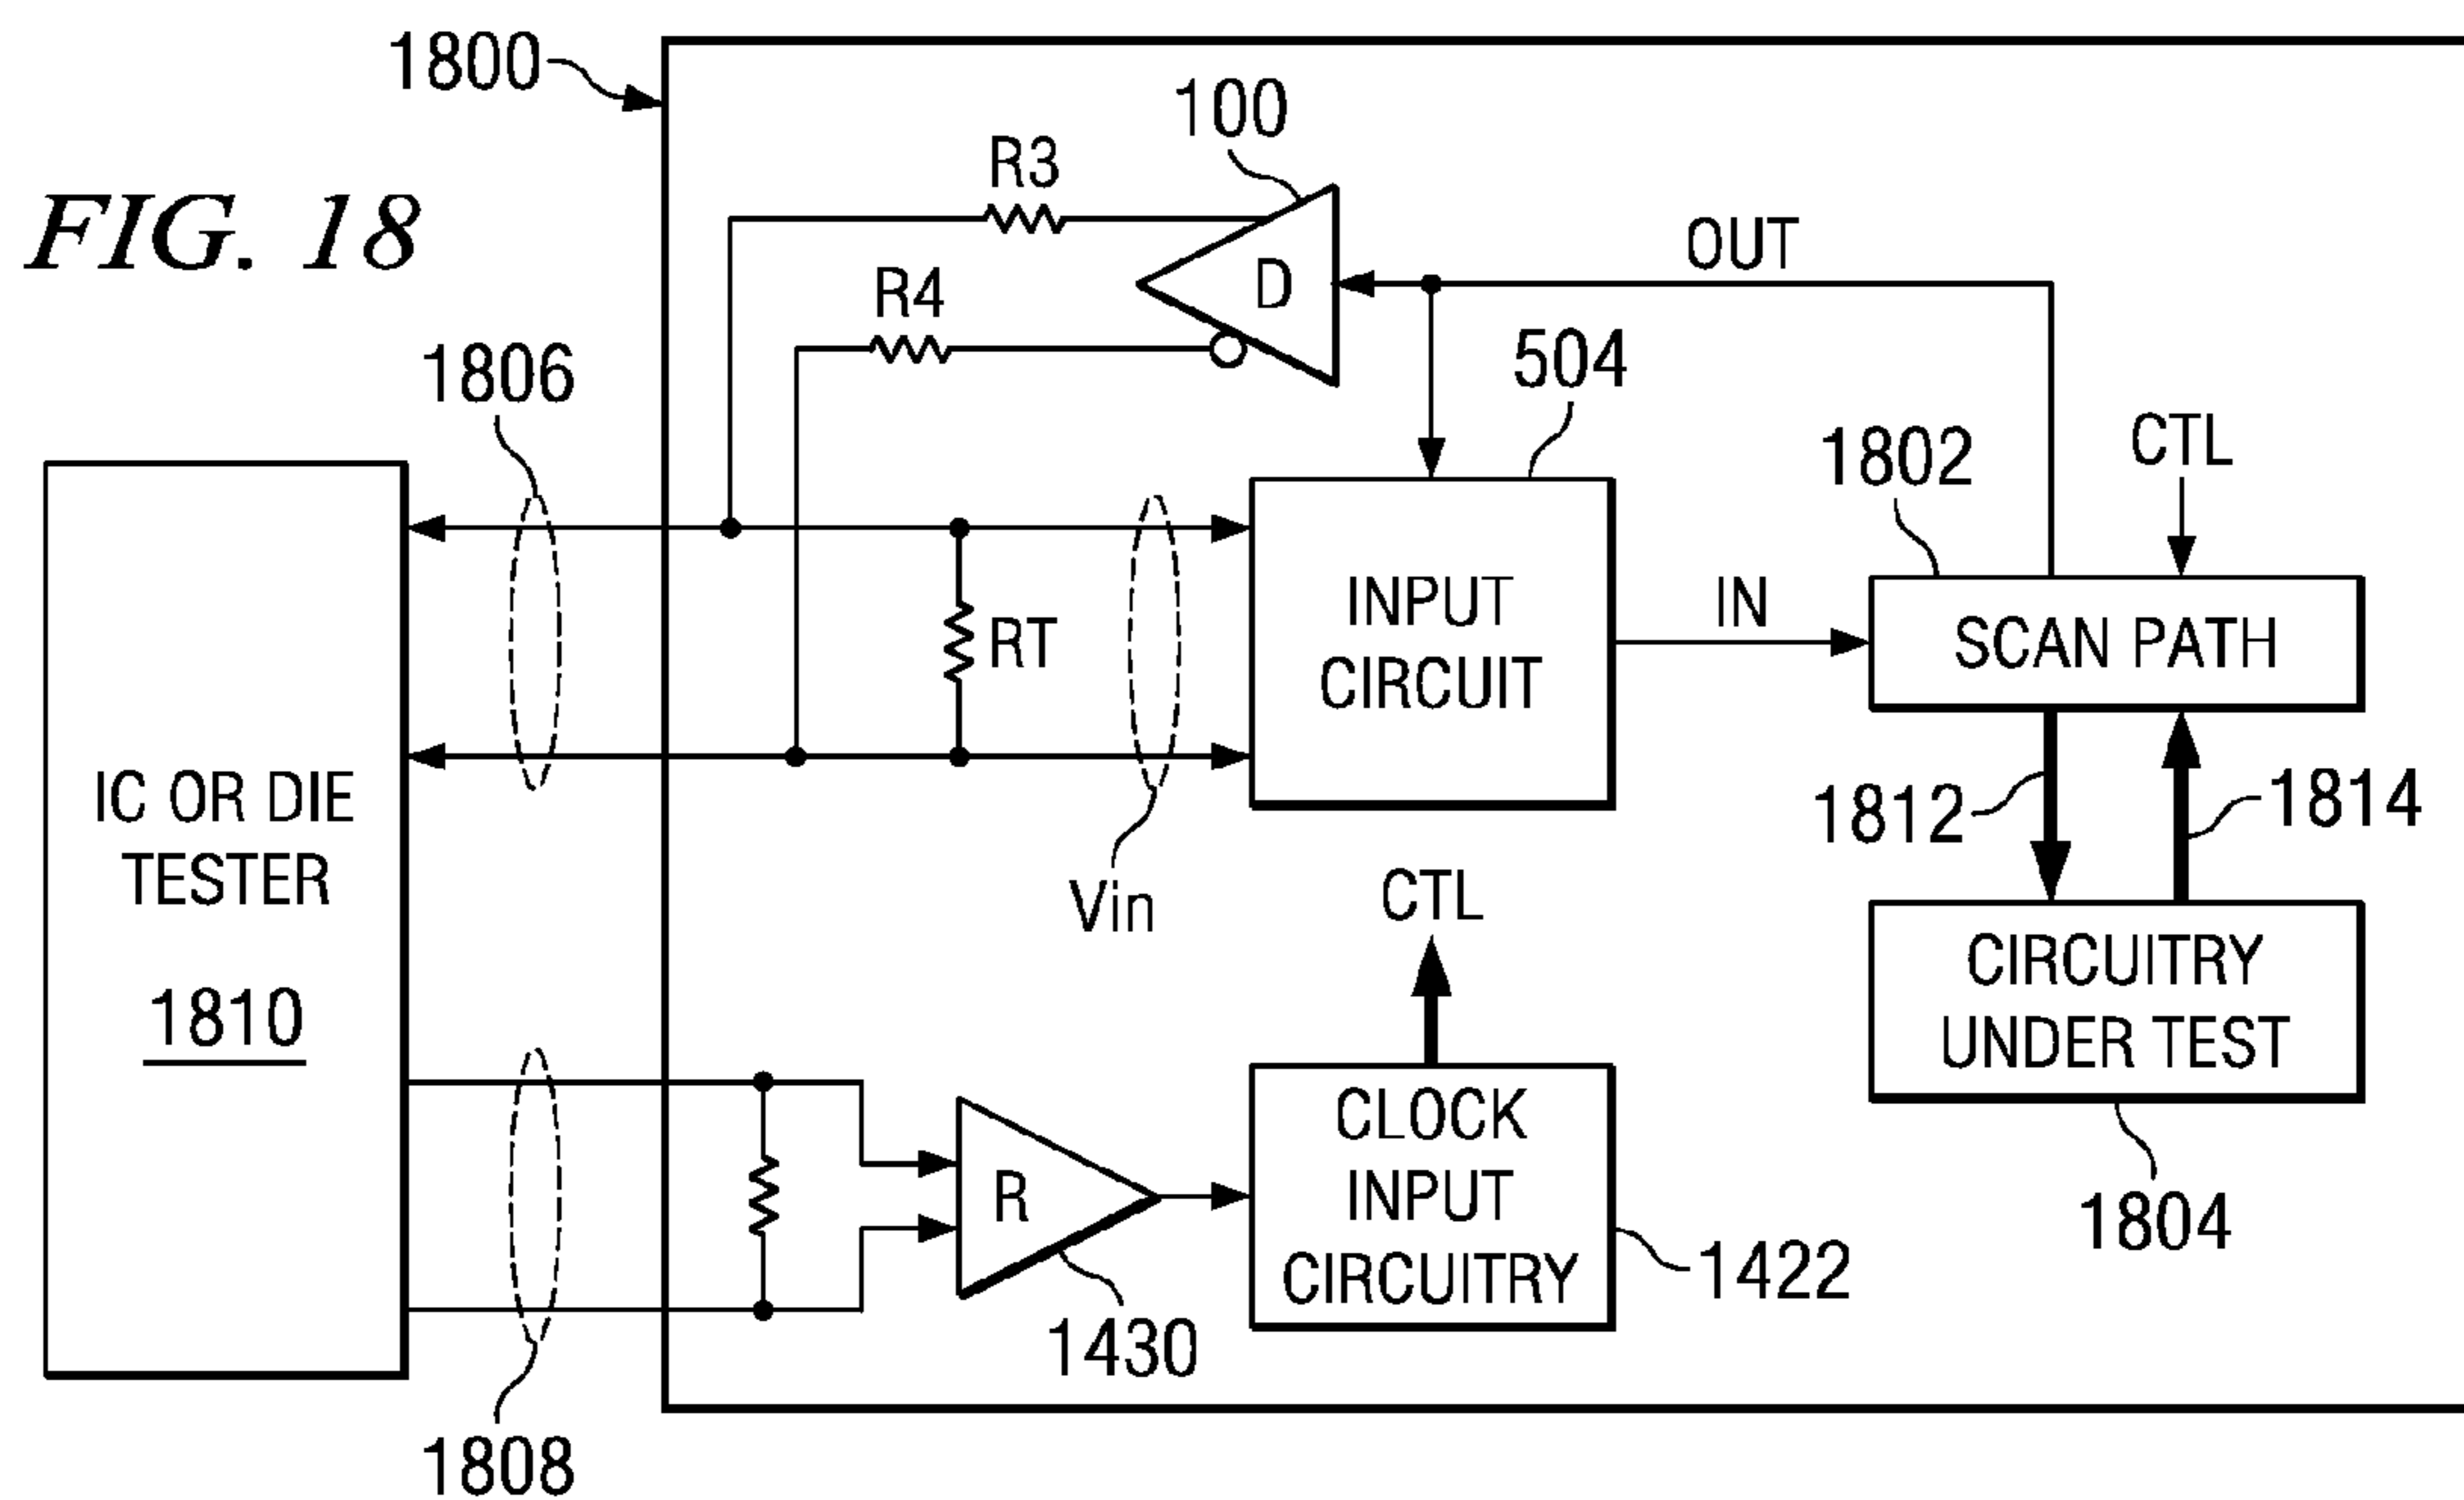 FIG. 18
1800
100
R3
R4
D
OUT
1806
504
1802
CTL
INPUT
CIRCUIT
IN
SCAN PATH
RT
Vin
IC OR DIE
TESTER
1810
1812
1814
CTL
CIRCUITRY
UNDER TEST
1804
R
1430
CLOCK
INPUT
CIRCUITRY
1422
1808